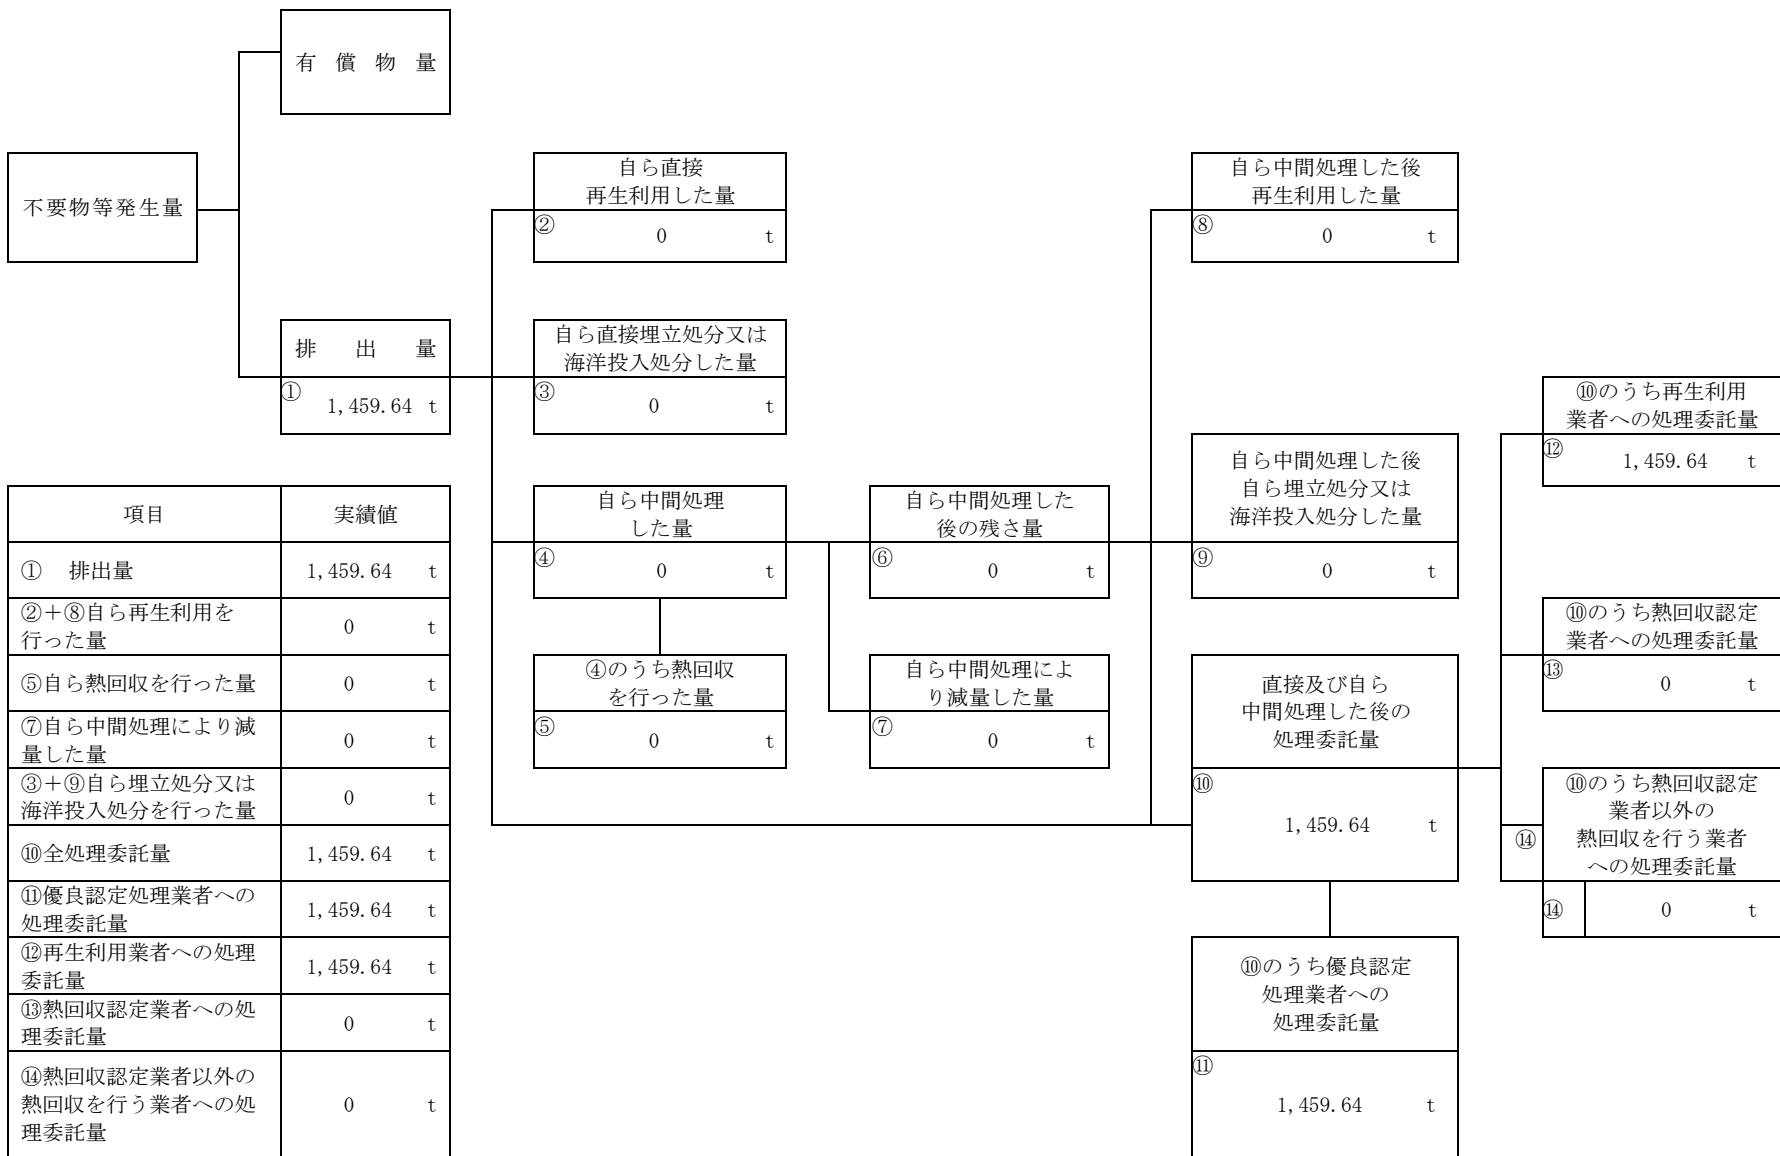 有償物量
不要物等発生量
自ら直接
再生利用した量
② 0 t
自ら中間処理した後
再生利用した量
⑧ 0 t
排出量
① 1,459.64 t
自ら直接埋立処分又は
海洋投入処分した量
③ 0 t
⑩のうち再生利用
業者への処理委託量
⑫ 1,459.64 t
自ら中間処理
した量
④ 0 t
自ら中間処理した
後の残さ量
⑥ 0 t
自ら中間処理した後
自ら埋立処分又は
海洋投入処分した量
⑨ 0 t
⑩のうち熱回収認定
業者への処理委託量
⑬ 0 t
④のうち熱回収
を行った量
⑤ 0 t
自ら中間処理によ
り減量した量
⑦ 0 t
直接及び自ら
中間処理した後の
処理委託量
⑩ 1,459.64 t
⑩のうち熱回収認定
業者以外の
熱回収を行う業者
への処理委託量
⑭
⑭ 0 t
⑩のうち優良認定
処理業者への
処理委託量
⑪ 1,459.64 t
項目 実績値
① 排出量 1,459.64 t
②+⑧自ら再生利用を
行った量 0 t
⑤自ら熱回収を行った量 0 t
⑦自ら中間処理により減
量した量 0 t
③+⑨自ら埋立処分又は
海洋投入処分を行った量 0 t
⑩全処理委託量 1,459.64 t
⑪優良認定処理業者への
処理委託量 1,459.64 t
⑫再生利用業者への処理
委託量 1,459.64 t
⑬熱回収認定業者への処
理委託量 0 t
⑭熱回収認定業者以外の
熱回収を行う業者への処
理委託量 0 t